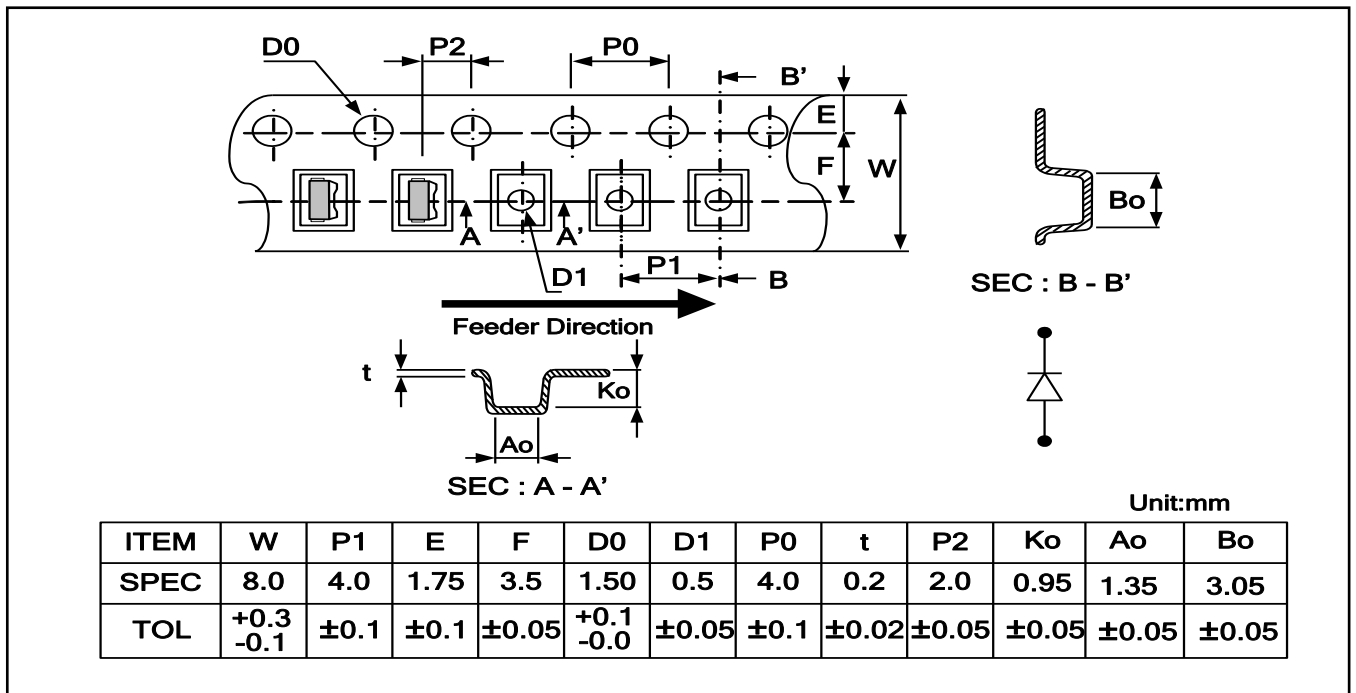 D0 P2 P0 B'
E
F W
A A'
D1 P1 B
Feeder Direction
Bo
SEC : B - B'
t Ko
Ao
SEC : A - A'
Unit:mm
ITEM W P1 E F D0 D1 P0 t P2 Ko Ao Bo
SPEC 8.0 4.0 1.75 3.5 1.50 0.5 4.0 0.2 2.0 0.95 1.35 3.05
TOL +0.3 -0.1 ±0.1 ±0.1 ±0.05 +0.1 -0.0 ±0.05 ±0.1 ±0.02 ±0.05 ±0.05 ±0.05 ±0.05